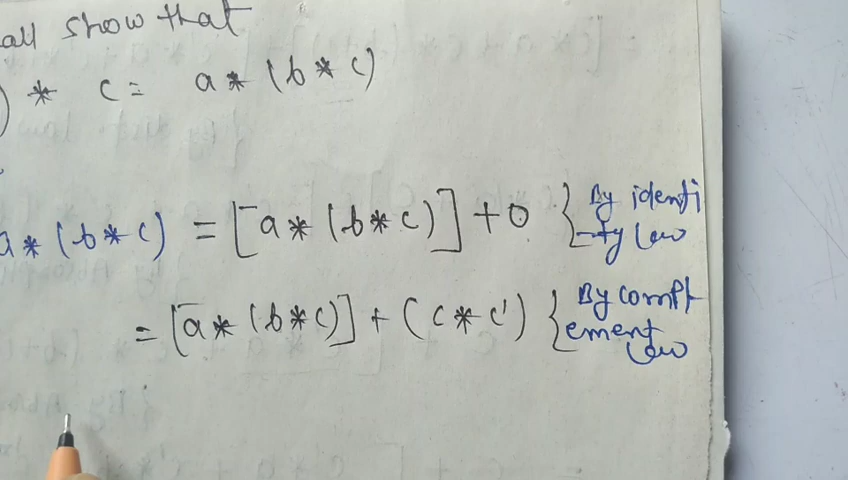 all show that
) * c = a * (b * c)
a * (b * c) = [a * (b * c)] + 0 { By identi
-ty law
= [a * (b * c)] + (c * c') { By compl
ement
law